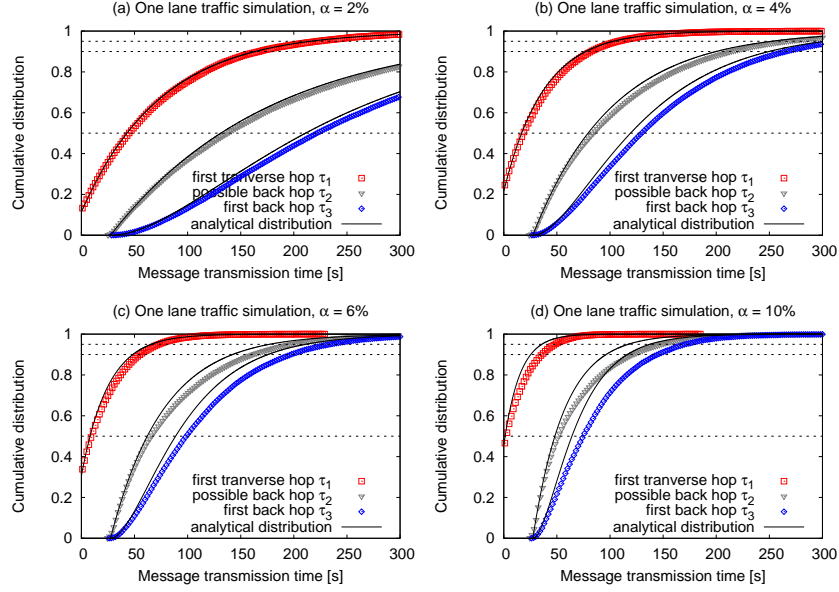 (a) One lane traffic simulation, α = 2%
Cumulative distribution
1
0.8
0.6
0.4
0.2
0
first tranverse hop τ1
possible back hop τ2
first back hop τ3
analytical distribution
0 50 100 150 200 250 300
Message transmission time [s]
(b) One lane traffic simulation, α = 4%
Cumulative distribution
1
0.8
0.6
0.4
0.2
0
first tranverse hop τ1
possible back hop τ2
first back hop τ3
analytical distribution
0 50 100 150 200 250 300
Message transmission time [s]
(c) One lane traffic simulation, α = 6%
Cumulative distribution
1
0.8
0.6
0.4
0.2
0
first tranverse hop τ1
possible back hop τ2
first back hop τ3
analytical distribution
0 50 100 150 200 250 300
Message transmission time [s]
(d) One lane traffic simulation, α = 10%
Cumulative distribution
1
0.8
0.6
0.4
0.2
0
first tranverse hop τ1
possible back hop τ2
first back hop τ3
analytical distribution
0 50 100 150 200 250 300
Message transmission time [s]